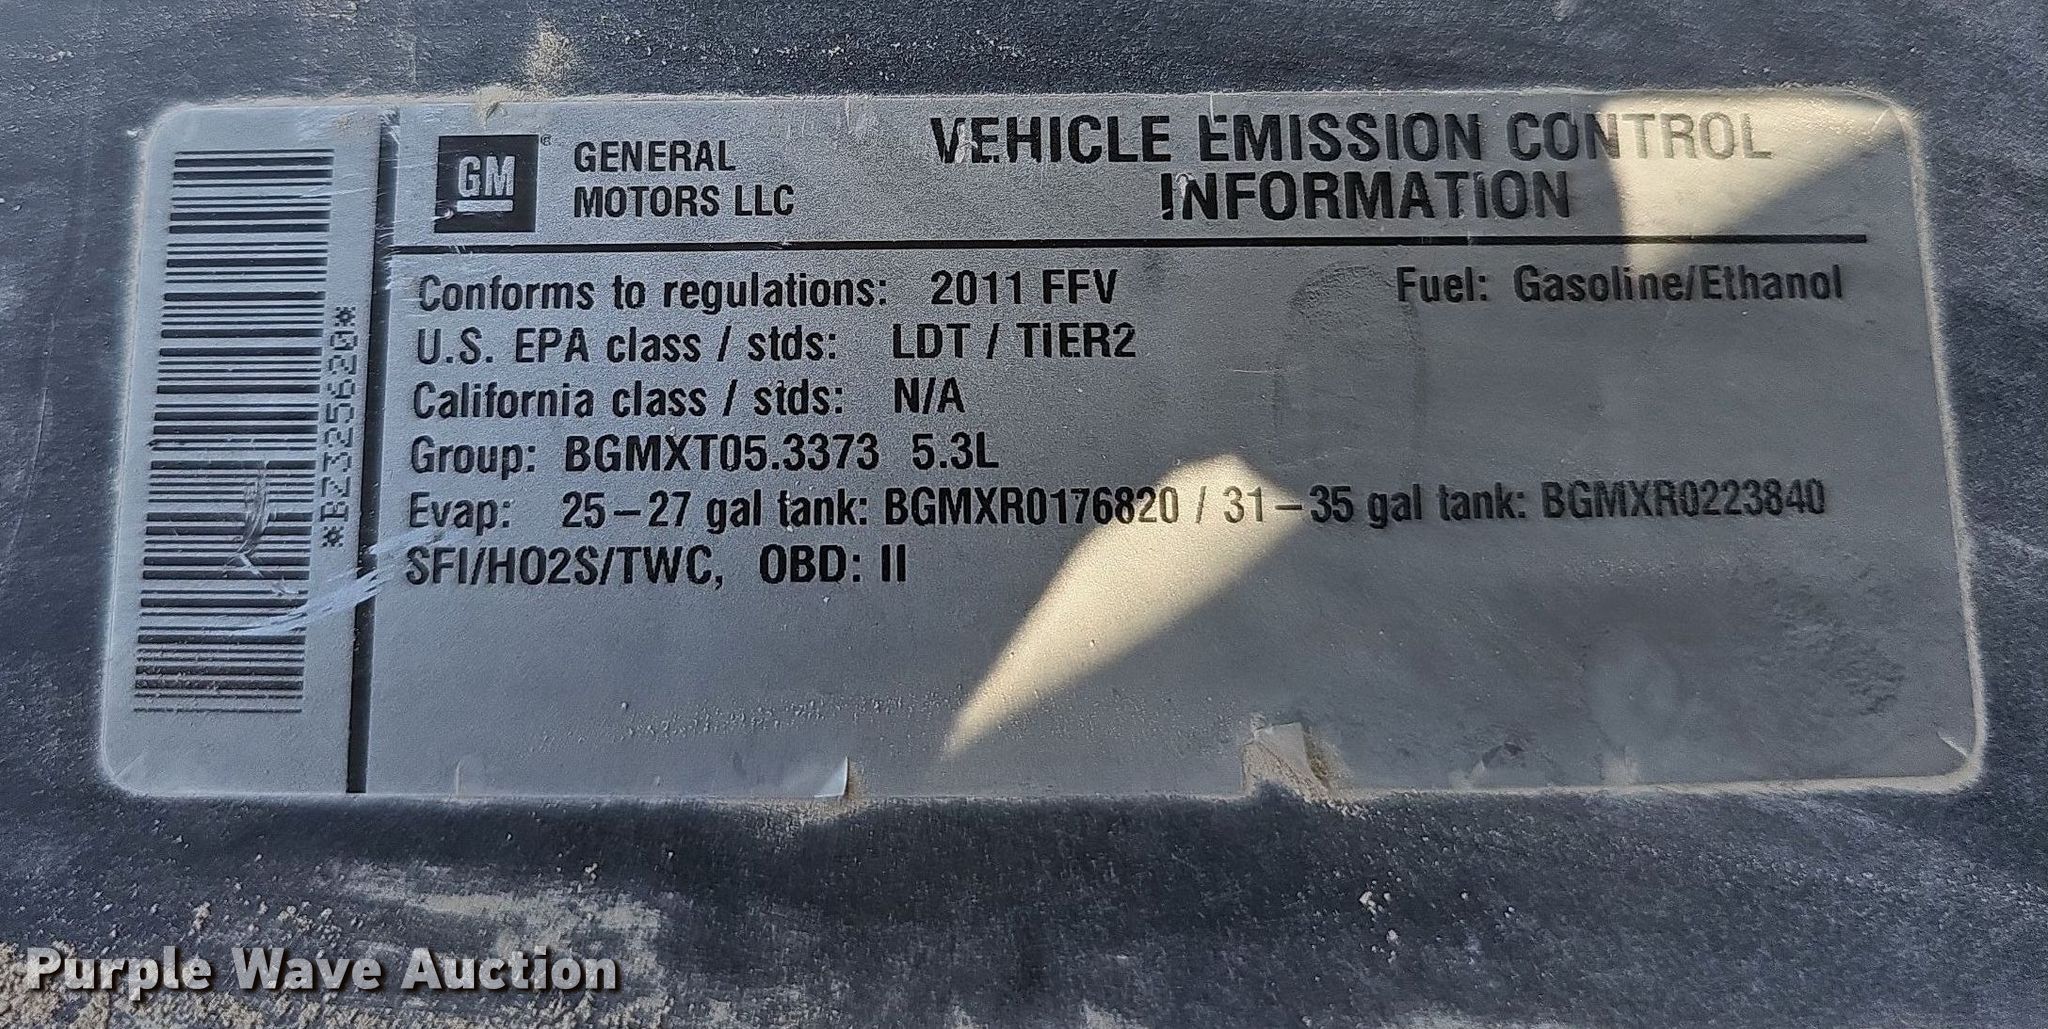 *BZ325620*
GM®
GENERAL
MOTORS LLC
VEHICLE EMISSION CONTROL
INFORMATION
Conforms to regulations: 2011 FFV Fuel: Gasoline/Ethanol
U.S. EPA class / stds: LDT / TIER2
California class / stds: N/A
Group: BGMXT05.3373 5.3L
Evap: 25–27 gal tank: BGMXR0176820 / 31–35 gal tank: BGMXR0223840
SFI/HO2S/TWC, OBD: II
Purple Wave Auction